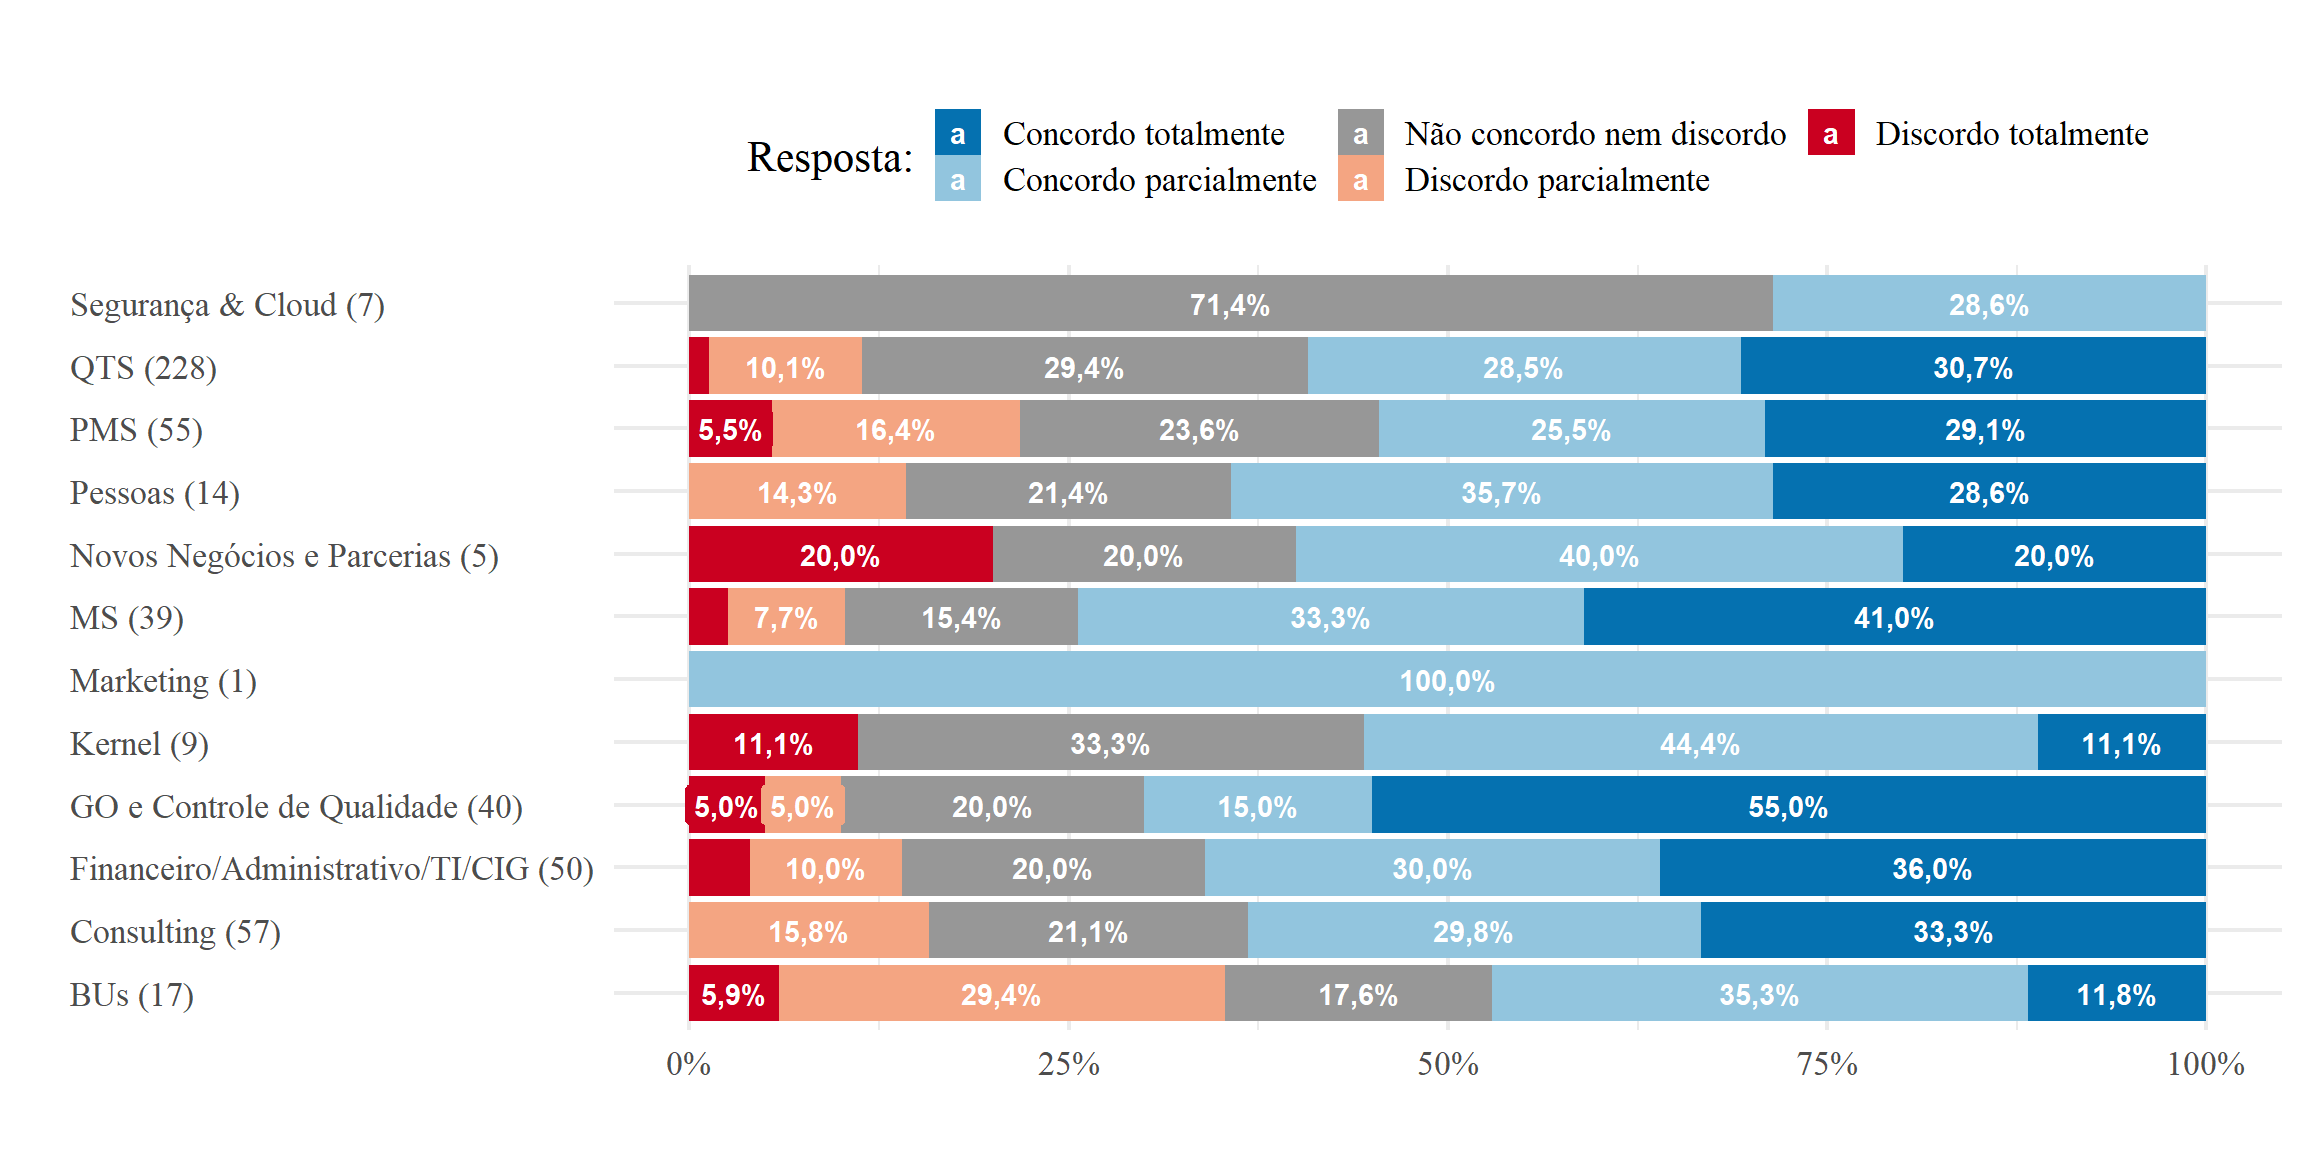 Resposta:
a Concordo totalmente
a Não concordo nem discordo
a Discordo totalmente
a Concordo parcialmente
a Discordo parcialmente
Segurança & Cloud (7)
71,4% 28,6%
QTS (228)
10,1% 29,4% 28,5% 30,7%
PMS (55)
5,5% 16,4% 23,6% 25,5% 29,1%
Pessoas (14)
14,3% 21,4% 35,7% 28,6%
Novos Negócios e Parcerias (5)
20,0% 20,0% 40,0% 20,0%
MS (39)
7,7% 15,4% 33,3% 41,0%
Marketing (1)
100,0%
Kernel (9)
11,1% 33,3% 44,4% 11,1%
GO e Controle de Qualidade (40)
5,0% 5,0% 20,0% 15,0% 55,0%
Financeiro/Administrativo/TI/CIG (50)
10,0% 20,0% 30,0% 36,0%
Consulting (57)
15,8% 21,1% 29,8% 33,3%
BUs (17)
5,9% 29,4% 17,6% 35,3% 11,8%
0% 25% 50% 75% 100%